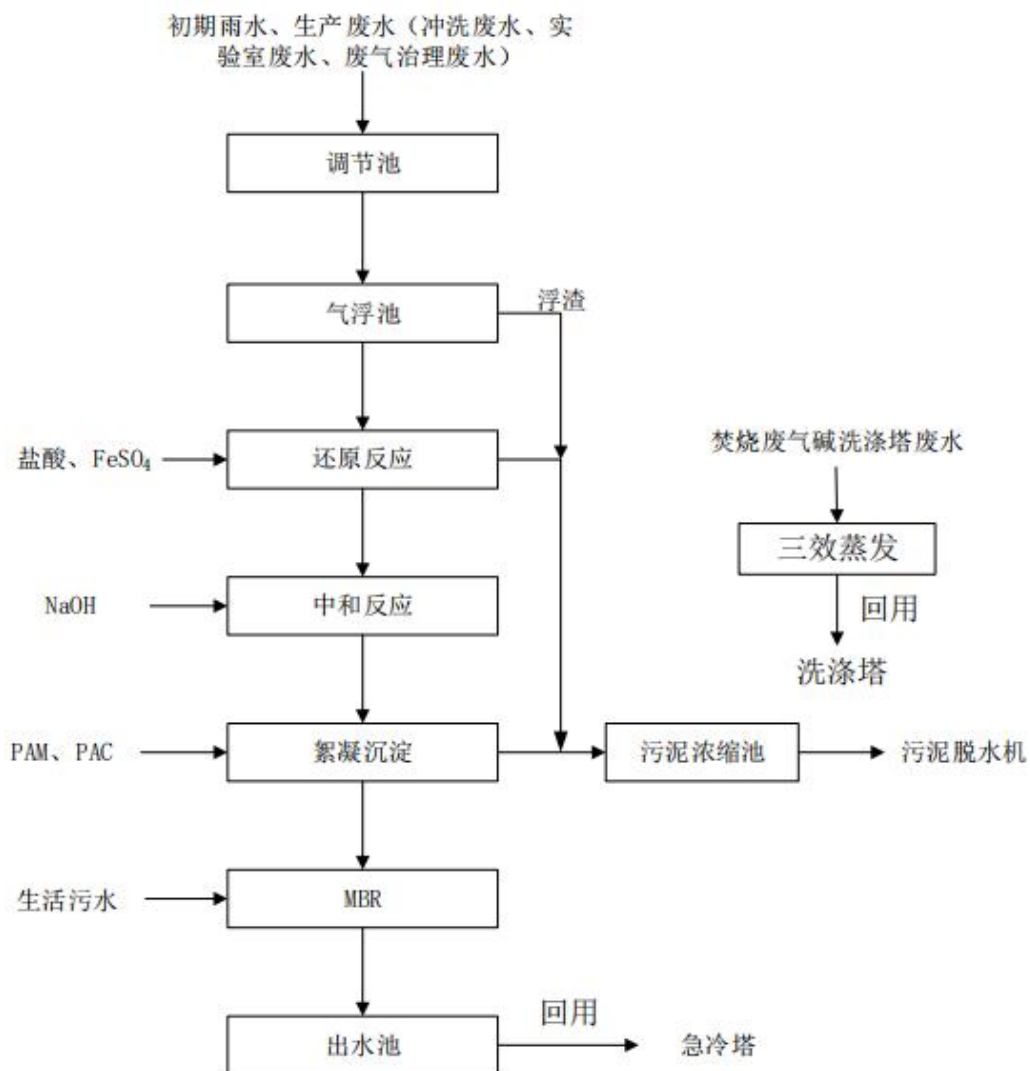 初期雨水、生产废水（冲洗废水、实
验室废水、废气治理废水）
调节池
气浮池
浮渣
盐酸、FeSO₄
还原反应
焚烧废气碱洗涤塔废水
三效蒸发
NaOH
中和反应
回用
洗涤塔
PAM、PAC
絮凝沉淀
污泥浓缩池
污泥脱水机
生活污水
MBR
出水池
回用
急冷塔